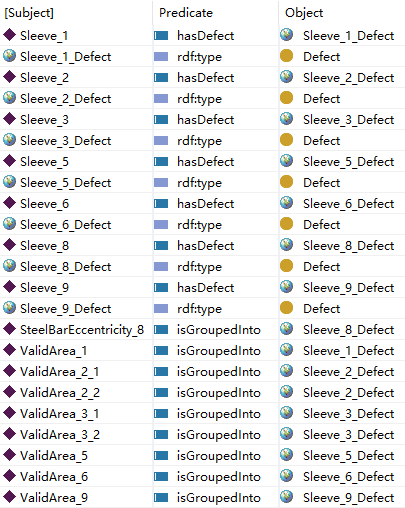 [Subject] Predicate Object
Sleeve_1 hasDefect Sleeve_1_Defect
Sleeve_1_Defect rdf:type Defect
Sleeve_2 hasDefect Sleeve_2_Defect
Sleeve_2_Defect rdf:type Defect
Sleeve_3 hasDefect Sleeve_3_Defect
Sleeve_3_Defect rdf:type Defect
Sleeve_5 hasDefect Sleeve_5_Defect
Sleeve_5_Defect rdf:type Defect
Sleeve_6 hasDefect Sleeve_6_Defect
Sleeve_6_Defect rdf:type Defect
Sleeve_8 hasDefect Sleeve_8_Defect
Sleeve_8_Defect rdf:type Defect
Sleeve_9 hasDefect Sleeve_9_Defect
Sleeve_9_Defect rdf:type Defect
SteelBarEccentricity_8 isGroupedInto Sleeve_8_Defect
ValidArea_1 isGroupedInto Sleeve_1_Defect
ValidArea_2_1 isGroupedInto Sleeve_2_Defect
ValidArea_2_2 isGroupedInto Sleeve_2_Defect
ValidArea_3_1 isGroupedInto Sleeve_3_Defect
ValidArea_3_2 isGroupedInto Sleeve_3_Defect
ValidArea_5 isGroupedInto Sleeve_5_Defect
ValidArea_6 isGroupedInto Sleeve_6_Defect
ValidArea_9 isGroupedInto Sleeve_9_Defect